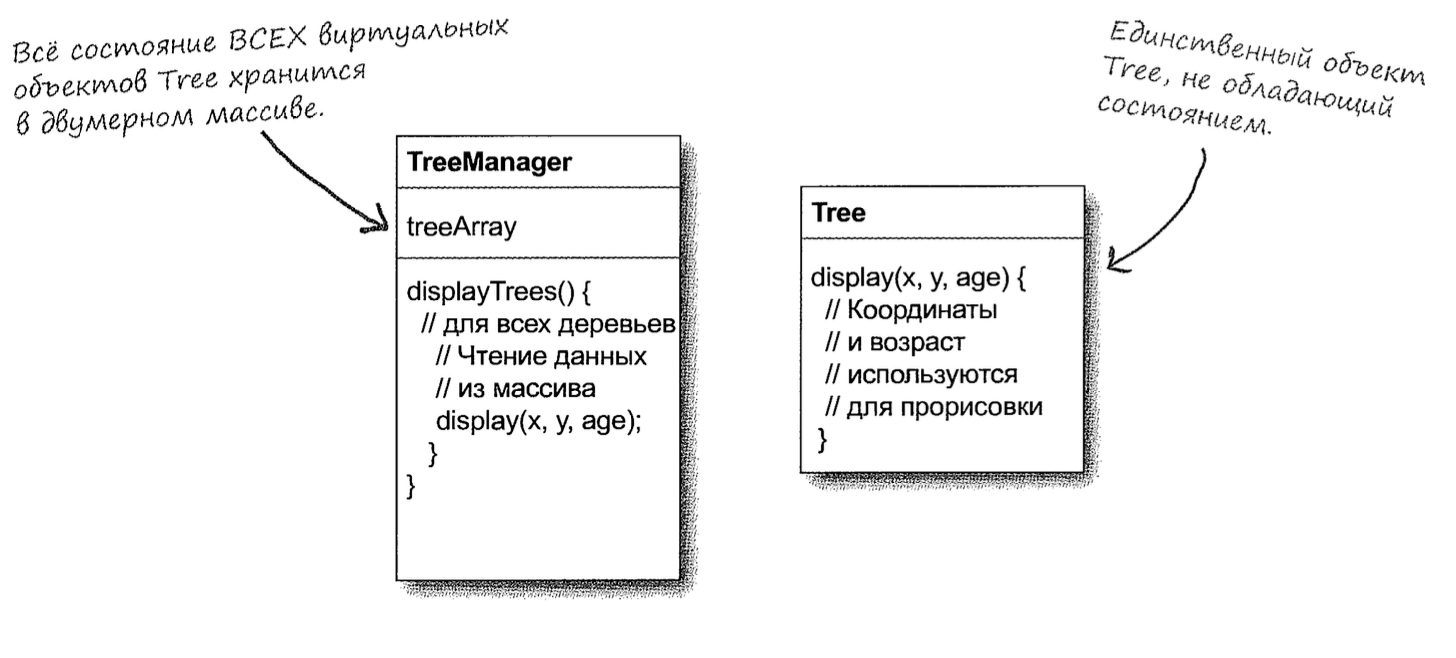 Всё состояние ВСЕХ виртуальных
объектов Tree хранится
в двумерном массиве.
Единственный объект
Tree, не обладающий
состоянием.
TreeManager
treeArray
displayTrees() {
// для всех деревьев
// Чтение данных
// из массива
display(x, y, age);
}
}
Tree
display(x, y, age) {
// Координаты
// и возраст
// используются
// для прорисовки
}